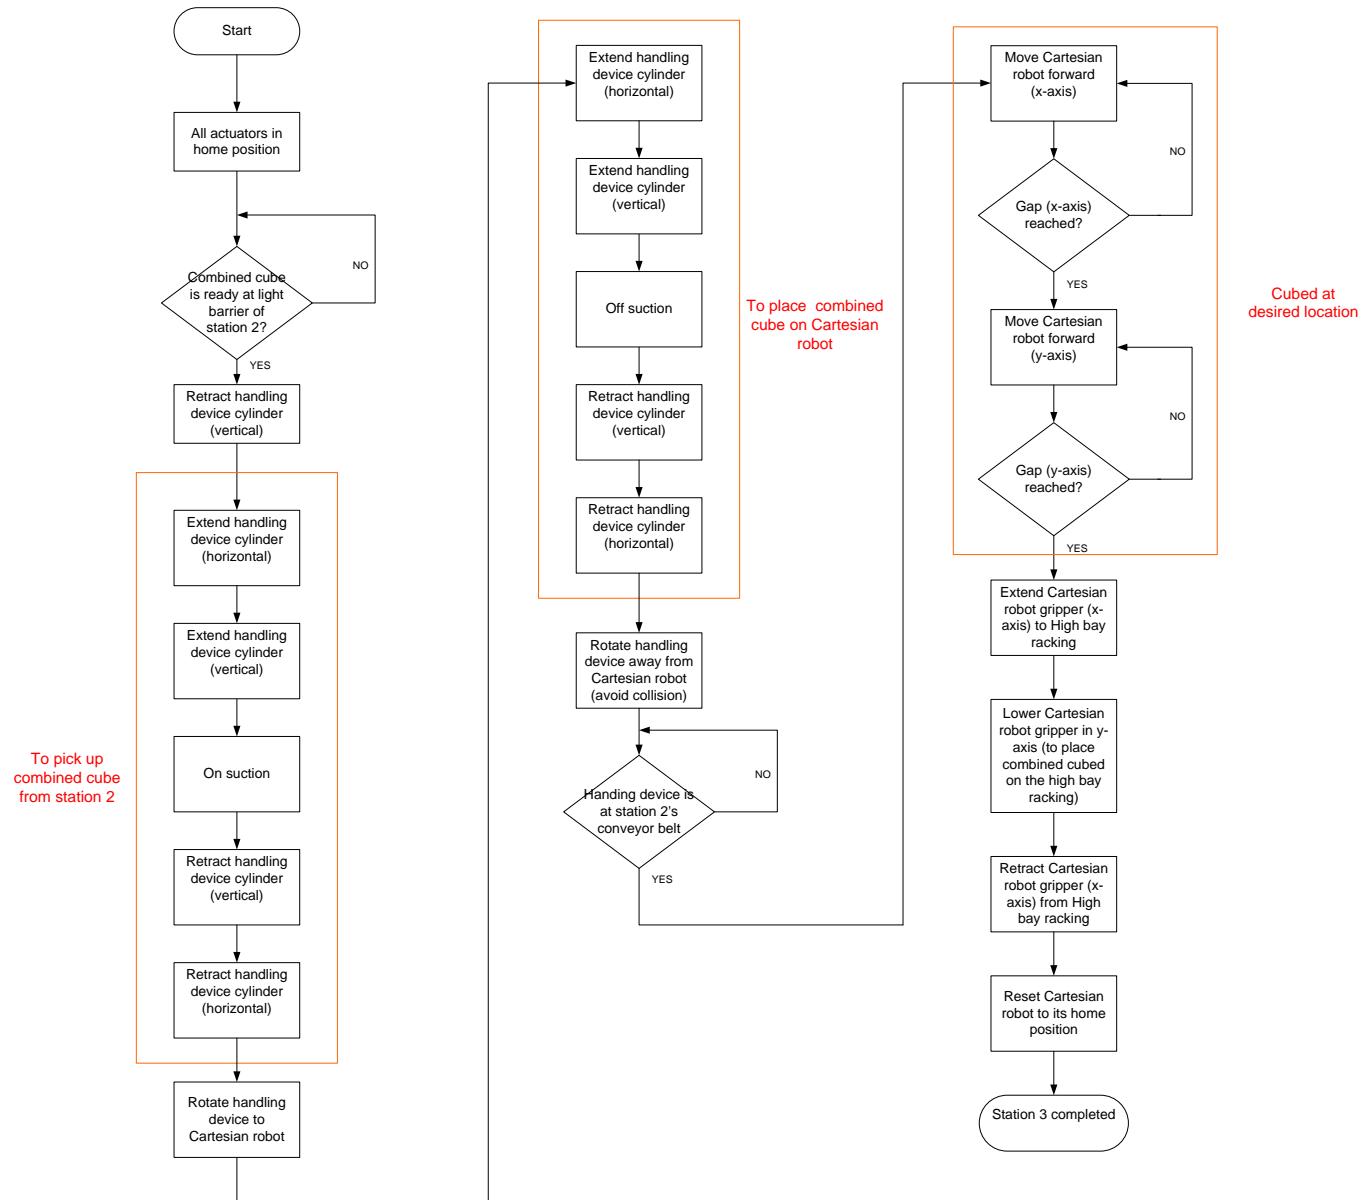 Start
All actuators in
home position
NO
Combined cube
is ready at light
barrier of
station 2?
YES
Retract handling
device cylinder
(vertical)
Extend handling
device cylinder
(horizontal)
Extend handling
device cylinder
(vertical)
To pick up
combined cube
from station 2
On suction
Retract handling
device cylinder
(vertical)
Retract handling
device cylinder
(horizontal)
Rotate handling
device to
Cartesian robot
Extend handling
device cylinder
(horizontal)
Extend handling
device cylinder
(vertical)
Off suction
To place combined
cube on Cartesian
robot
Retract handling
device cylinder
(vertical)
Retract handling
device cylinder
(horizontal)
Rotate handling
device away from
Cartesian robot
(avoid collision)
NO
Handing device is
at station 2's
conveyor belt
YES
Move Cartesian
robot forward
(x-axis)
NO
Gap (x-axis)
reached?
YES
Cubed at
desired location
Move Cartesian
robot forward
(y-axis)
NO
Gap (y-axis)
reached?
YES
Extend Cartesian
robot gripper (x-
axis) to High bay
racking
Lower Cartesian
robot gripper in y-
axis (to place
combined cubed
on the high bay
racking)
Retract Cartesian
robot gripper (x-
axis) from High
bay racking
Reset Cartesian
robot to its home
position
Station 3 completed